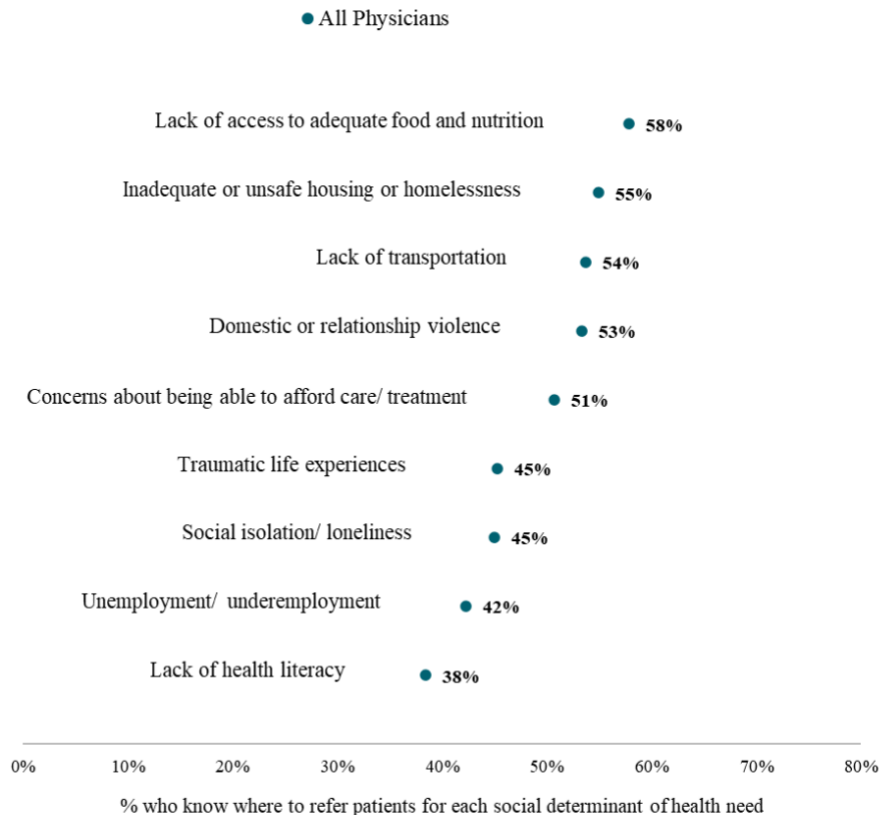 All Physicians
Lack of access to adequate food and nutrition 58%
Inadequate or unsafe housing or homelessness 55%
Lack of transportation 54%
Domestic or relationship violence 53%
Concerns about being able to afford care/ treatment 51%
Traumatic life experiences 45%
Social isolation/ loneliness 45%
Unemployment/ underemployment 42%
Lack of health literacy 38%
0% 10% 20% 30% 40% 50% 60% 70% 80%
% who know where to refer patients for each social determinant of health need